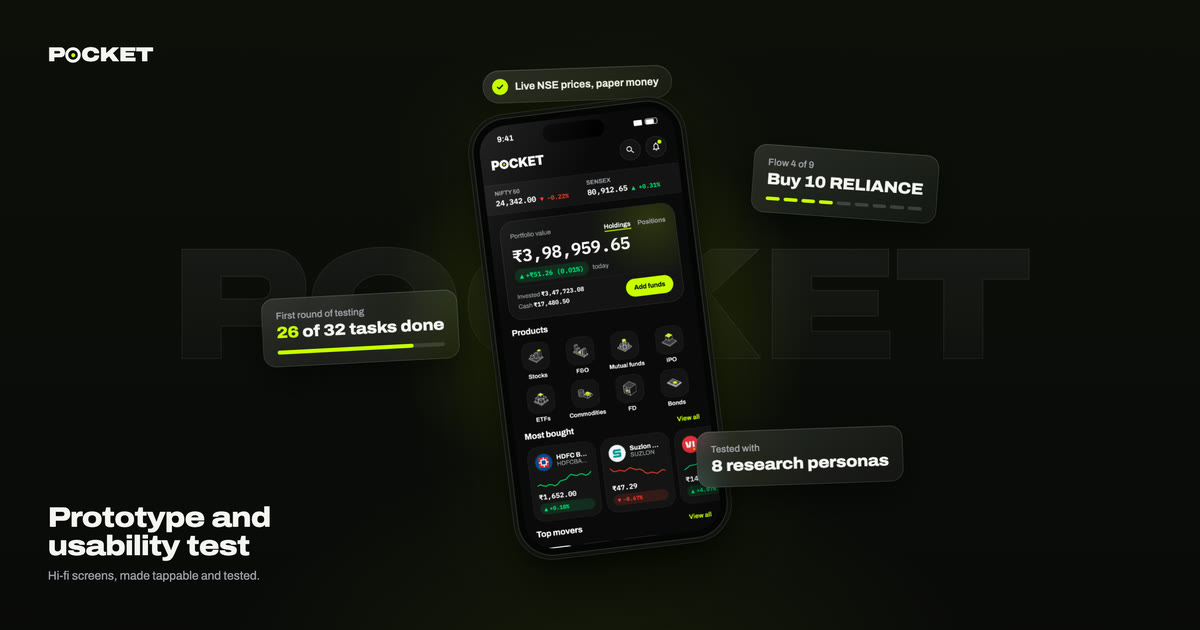 POCKET
Live NSE prices, paper money
9:41
POCKET
NIFTY 50
24,342.00 ▼ -0.22%
SENSEX
80,912.65 ▲ +0.31%
Portfolio value
Holdings Positions
₹3,98,959.65
▲ +₹51.26 (0.01%) today
Invested ₹3,47,723.08
Cash ₹17,480.50
Add funds
Products
Stocks
F&O
Mutual funds
IPO
ETFs
Commodities
FD
Bonds
Most bought
View all
HDFC B...
HDFCBA...
₹1,652.00
▲ +0.18%
Suzlon ...
SUZLON
₹47.29
▼ -0.67%
V!
₹14
Top movers
View all
Flow 4 of 9
Buy 10 RELIANCE
First round of testing
26 of 32 tasks done
Tested with
8 research personas
POCKET
Prototype and
usability test
Hi-fi screens, made tappable and tested.